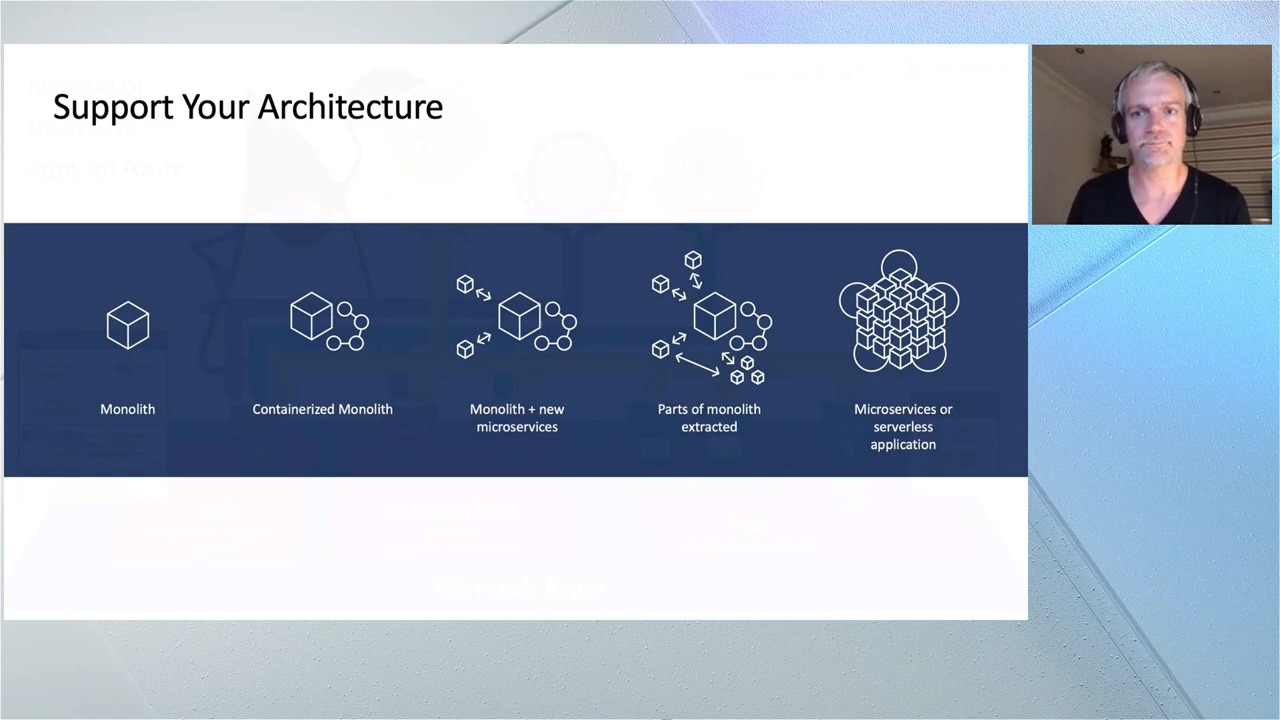 Support Your Architecture
Monolith
Containerized Monolith
Monolith + new
microservices
Parts of monolith
extracted
Microservices or
serverless
application